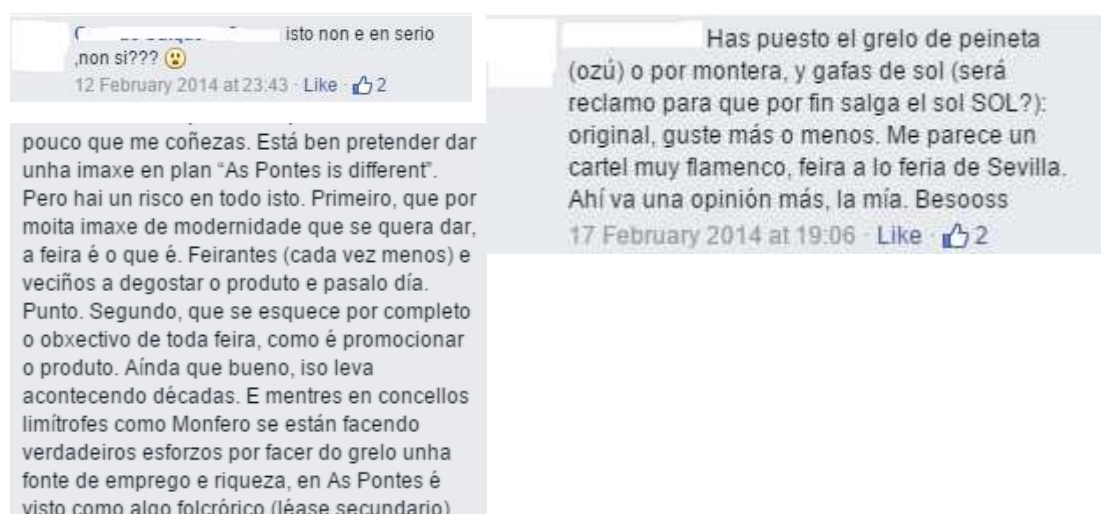 isto non e en serio
,non si???
12 February 2014 at 23:43 · Like · 2
pouco que me coñezas. Está ben pretender dar
unha imaxe en plan “As Pontes is different”.
Pero hai un risco en todo isto. Primeiro, que por
moita imaxe de modernidade que se quera dar,
a feira é o que é. Feirantes (cada vez menos) e
veciños a degostar o produto e pasalo día.
Punto. Segundo, que se esquece por completo
o obxectivo de toda feira, como é promocionar
o produto. Aínda que bueno, iso leva
acontecendo décadas. E mentres en concellos
limítrofes como Monfero se están facendo
verdadeiros esforzos por facer do grelo unha
fonte de emprego e riqueza, en As Pontes é
visto como algo folcrórico (léase secundario)
Has puesto el grelo de peineta
(ozú) o por montera, y gafas de sol (será
reclamo para que por fin salga el sol SOL?):
original, guste más o menos. Me parece un
cartel muy flamenco, feira a lo feria de Sevilla.
Ahí va una opinión más, la mía. Besooss
17 February 2014 at 19:06 · Like · 2